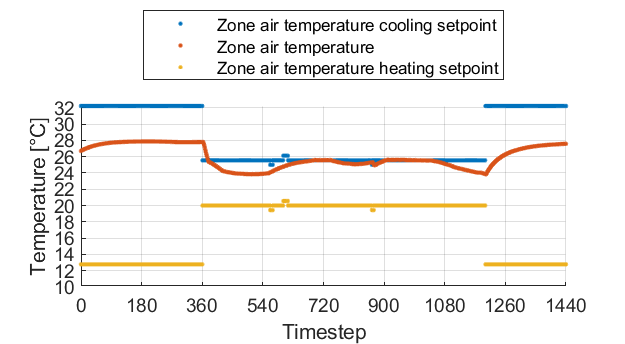 Zone air temperature cooling setpoint
Zone air temperature
Zone air temperature heating setpoint
Temperature [°C]
32
30
28
26
24
22
20
18
16
14
12
10
0 180 360 540 720 900 1080 1260 1440
Timestep